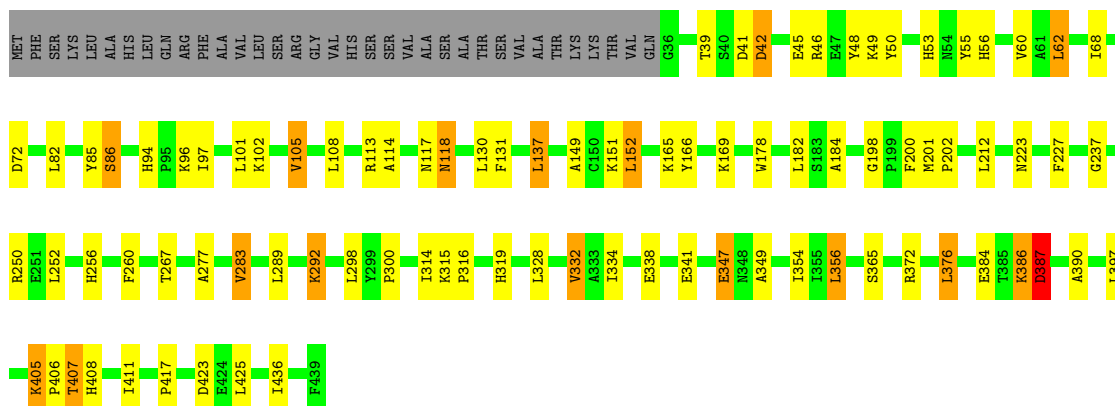 MET PHE SER LYS LEU ALA HIS LEU GLN ARG PHE ALA VAL LEU SER ARG GLY VAL HIS SER SER VAL ALA SER ALA THR SER VAL ALA THR LYS LYS THR VAL GLN G36 T39 S40 D41 D42 E45 R46 E47 Y48 K49 Y50 H53 N54 Y55 H56 V60 A61 L62 I68
D72 L82 Y85 S86 H94 P95 K96 I97 L101 K102 V105 L108 R113 A114 N117 N118 L130 F131 L137 A149 C150 K151 L152 K165 Y166 K169 W178 L182 S183 A184 G198 P199 F200 M201 P202 L212 N223 F227 G237
R250 E251 L252 H256 F260 T267 A277 V283 L289 K292 L298 Y299 P300 I314 K315 P316 H319 L328 V332 A333 I334 E338 E341 E347 N348 A349 I354 I355 L356 S365 R372 L376 E384 T385 K386 D387 A390
K405 P406 T407 H408 I411 P417 D423 E424 L425 I436 F439